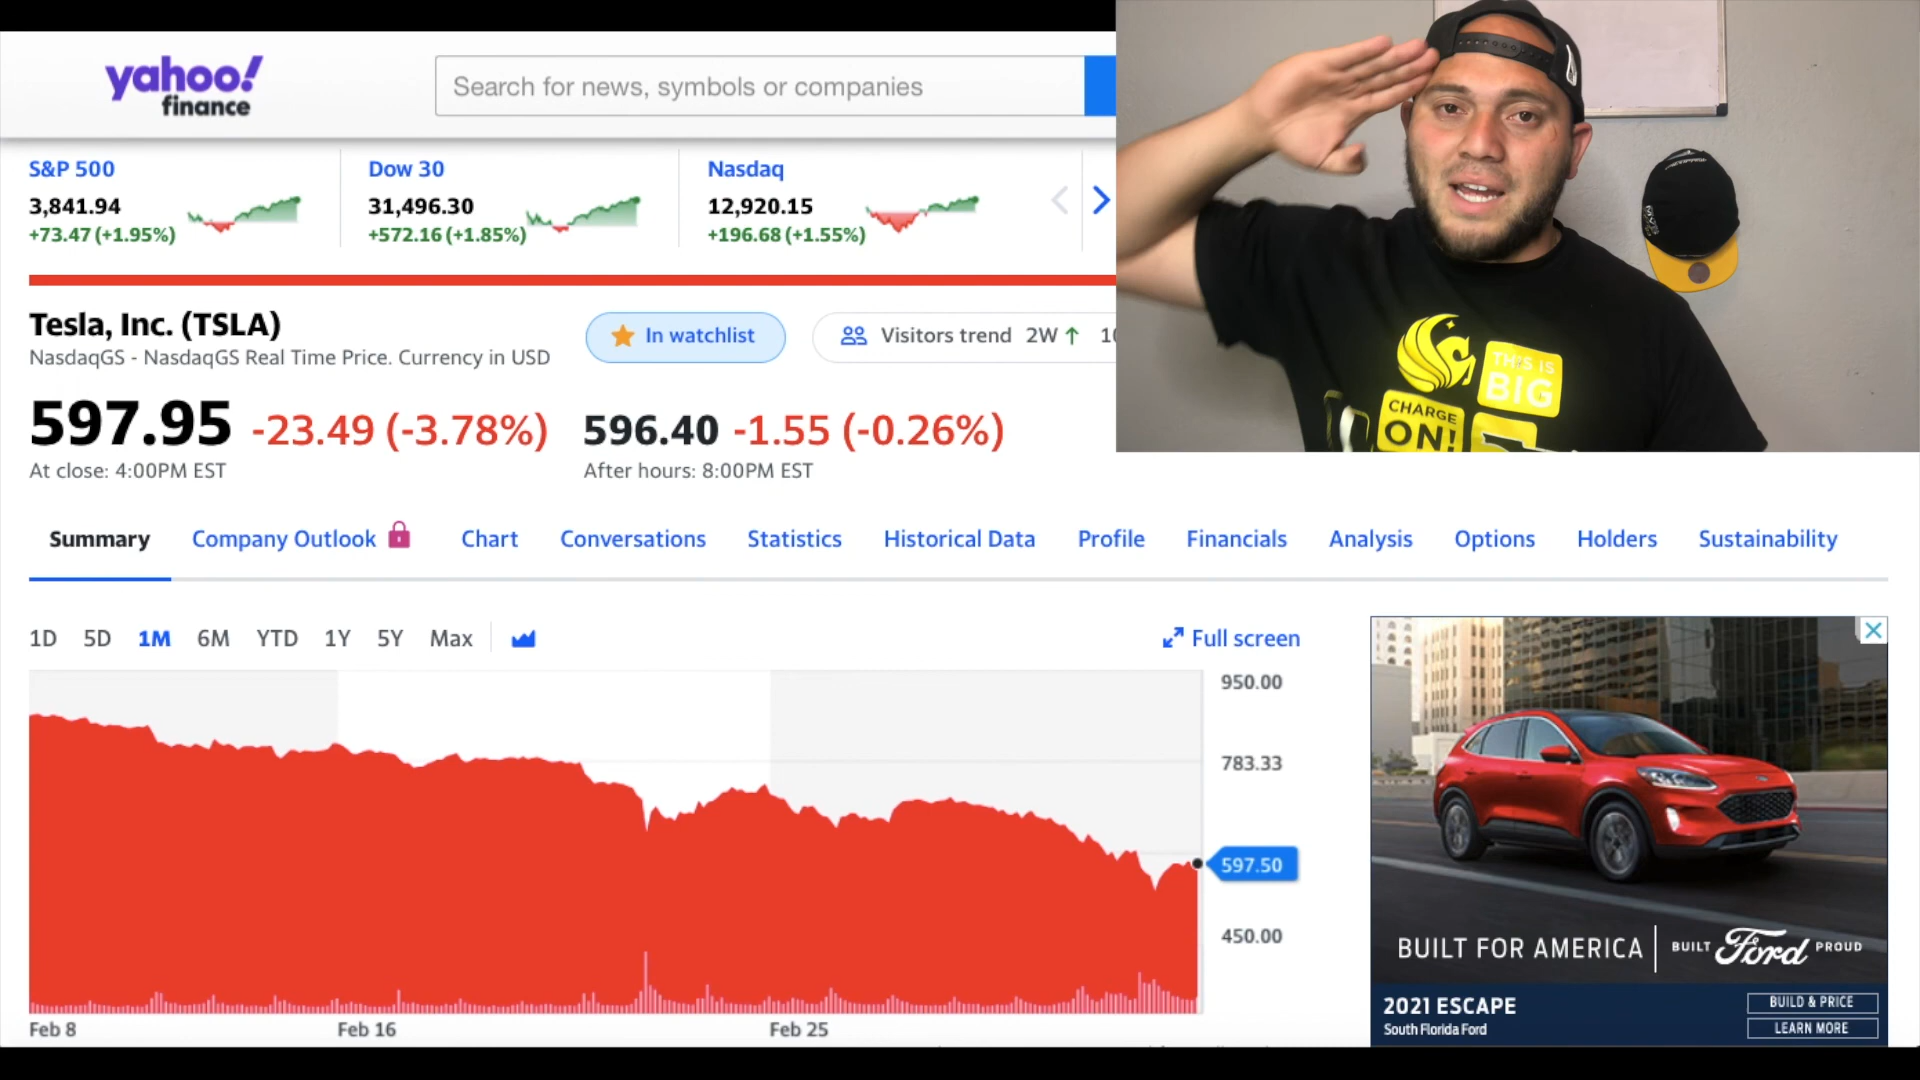 yahoo!
finance
Search for news, symbols or companies
S&P 500
3,841.94
+73.47 (+1.95%)
Dow 30
31,496.30
+572.16 (+1.85%)
Nasdaq
12,920.15
+196.68 (+1.55%)
Tesla, Inc. (TSLA)
NasdaqGS - NasdaqGS Real Time Price. Currency in USD
In watchlist
Visitors trend 2W ↑
597.95 -23.49 (-3.78%)
At close: 4:00PM EST
596.40 -1.55 (-0.26%)
After hours: 8:00PM EST
THIS IS
BIG
CHARGE
ON!
Summary Company Outlook Chart Conversations Statistics Historical Data Profile Financials Analysis Options Holders Sustainability
1D 5D 1M 6M YTD 1Y 5Y Max
Full screen
950.00
783.33
597.50
450.00
Feb 8 Feb 16 Feb 25
BUILT FOR AMERICA
BUILT Ford PROUD
2021 ESCAPE
South Florida Ford
BUILD & PRICE
LEARN MORE